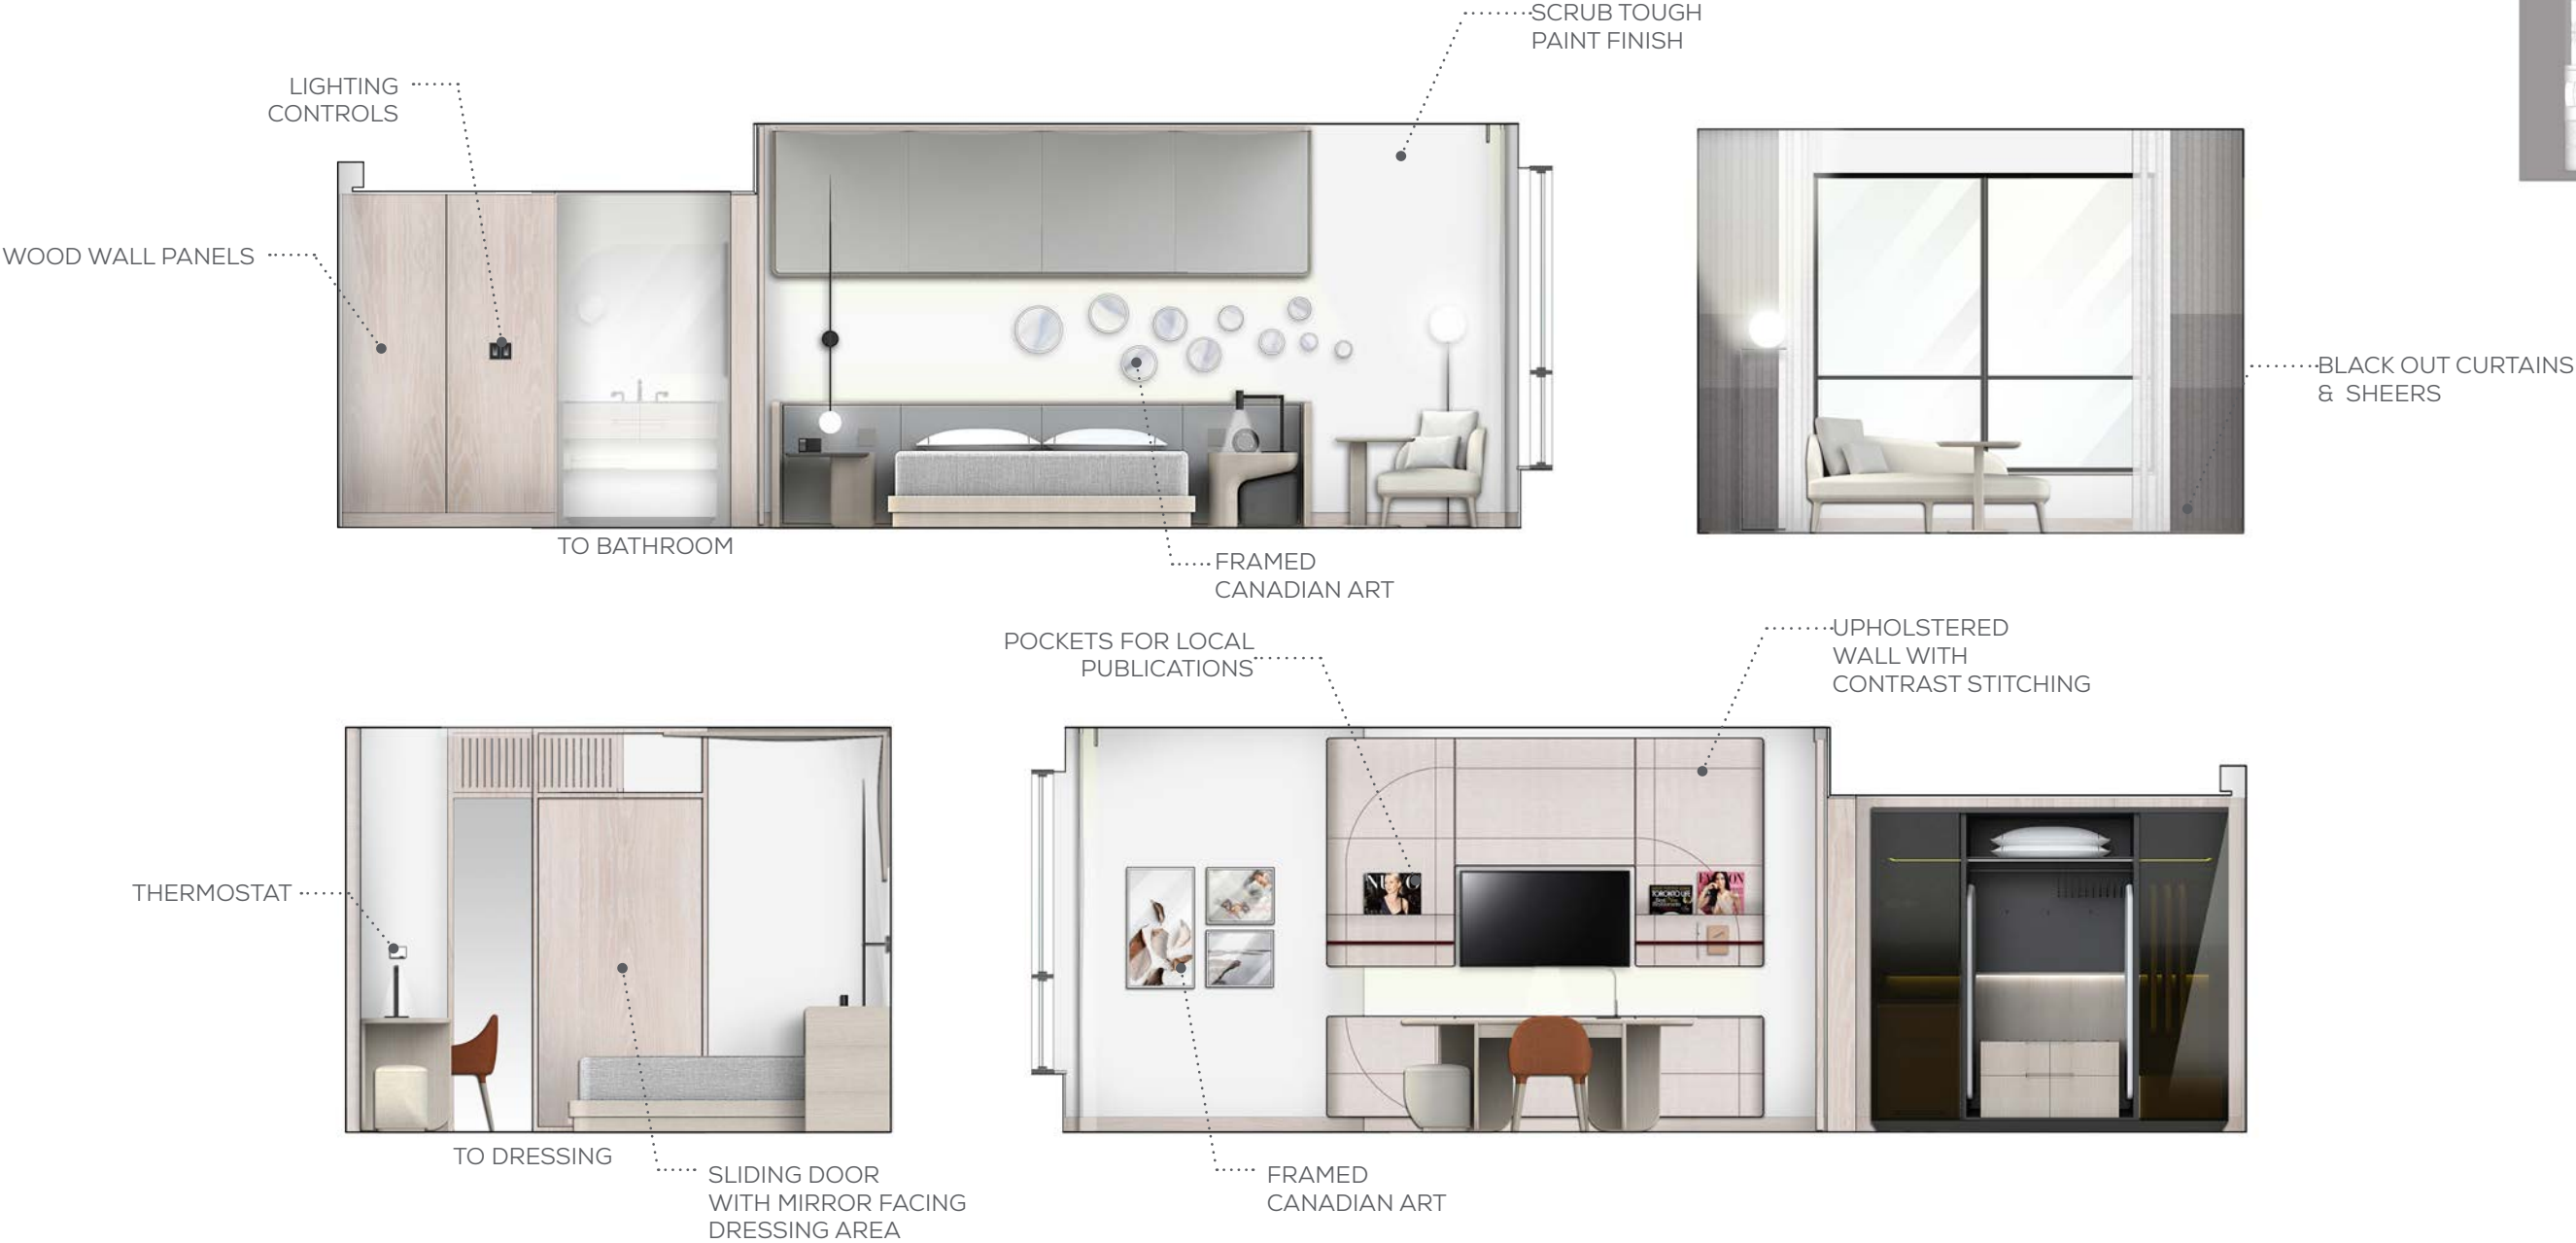 SCRUB TOUGH
PAINT FINISH
LIGHTING
CONTROLS
WOOD WALL PANELS
BLACK OUT CURTAINS
& SHEERS
TO BATHROOM
FRAMED
CANADIAN ART
POCKETS FOR LOCAL
PUBLICATIONS
UPHOLSTERED
WALL WITH
CONTRAST STITCHING
THERMOSTAT
TORONTO LIFE
TO DRESSING
SLIDING DOOR
WITH MIRROR FACING
DRESSING AREA
FRAMED
CANADIAN ART